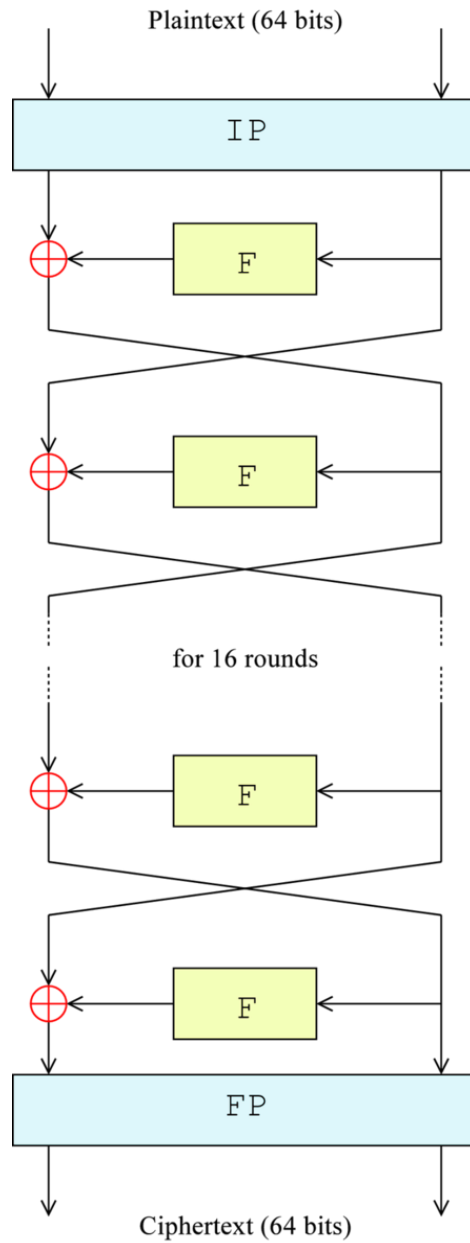 Plaintext (64 bits)
IP
F
F
for 16 rounds
F
F
FP
Ciphertext (64 bits)